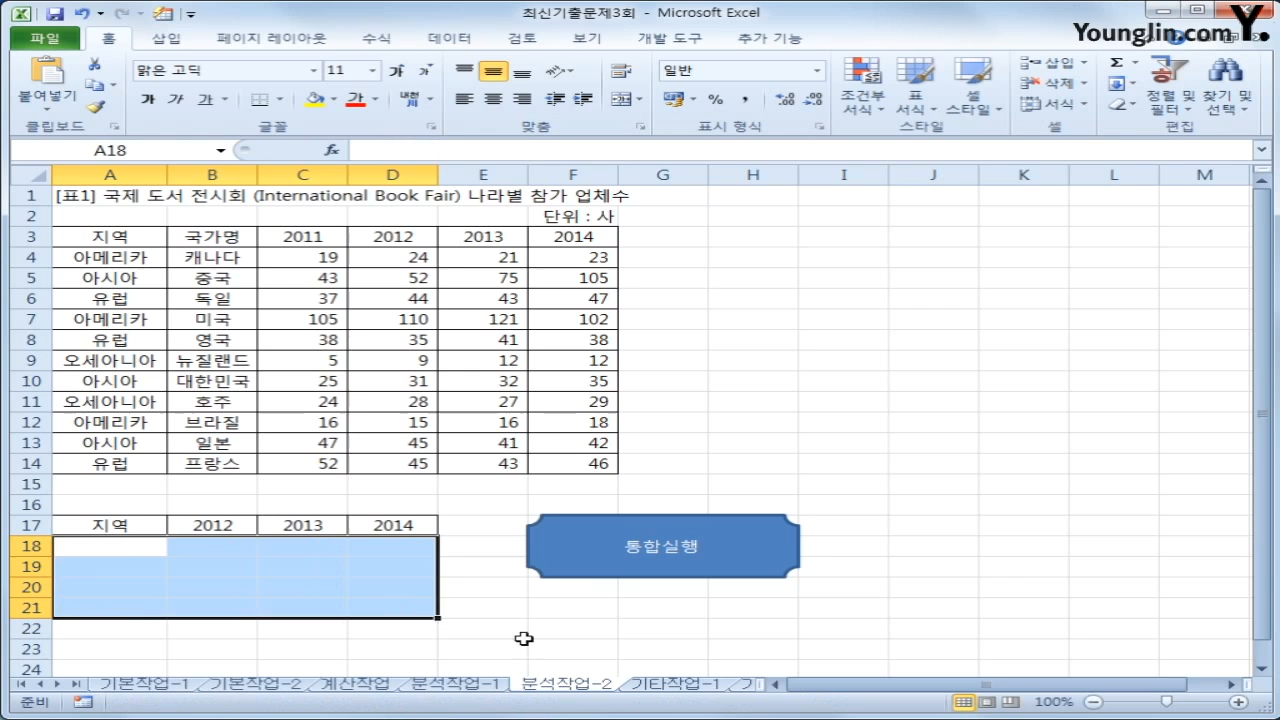 최신기출문제3회 - Microsoft Excel
Younglin.com Y.
파일 홈 삽입 페이지 레이아웃 수식 데이터 검토 보기 개발 도구 추가 기능
붙여넣기
클립보드
맑은 고딕 11
가 가
가 가 가
글꼴
맞춤
일반
% ,
표시 형식
조건부 서식
표 서식
셀 스타일
스타일
삽입
삭제
서식
셀
Σ
정렬 및 필터
찾기 및 선택
편집
A18 fx
A B C D E F G H I J K L M
1 [표1] 국제 도서 전시회 (International Book Fair) 나라별 참가 업체수
2 단위 : 사
3 지역 국가명 2011 2012 2013 2014
4 아메리카 캐나다 19 24 21 23
5 아시아 중국 43 52 75 105
6 유럽 독일 37 44 43 47
7 아메리카 미국 105 110 121 102
8 유럽 영국 38 35 41 38
9 오세아니아 뉴질랜드 5 9 12 12
10 아시아 대한민국 25 31 32 35
11 오세아니아 호주 24 28 27 29
12 아메리카 브라질 16 15 16 18
13 아시아 일본 47 45 41 42
14 유럽 프랑스 52 45 43 46
15
16
17 지역 2012 2013 2014
18 통합실행
19
20
21
22
23
24
기본작업-1 기본작업-2 계산작업 분석작업-1 분석작업-2 기타작업-1
준비 100%